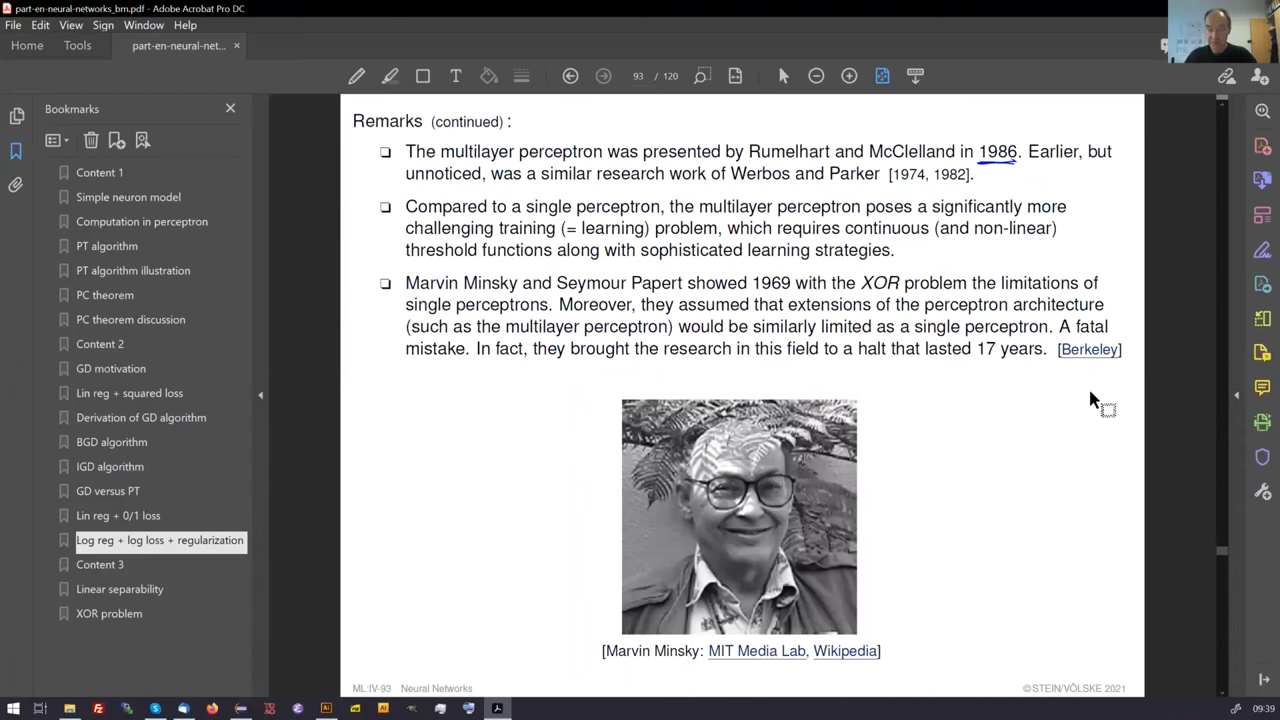 part-en-neural-networks_bm.pdf - Adobe Acrobat Pro DC
File Edit View Sign Window Help
Home Tools part-en-neural-net... ×
93 / 120
Bookmarks
Content 1
Simple neuron model
Computation in perceptron
PT algorithm
PT algorithm illustration
PC theorem
PC theorem discussion
Content 2
GD motivation
Lin reg + squared loss
Derivation of GD algorithm
BGD algorithm
IGD algorithm
GD versus PT
Lin reg + 0/1 loss
Log reg + log loss + regularization
Content 3
Linear separability
XOR problem
Remarks (continued) :
❑ The multilayer perceptron was presented by Rumelhart and McClelland in 1986. Earlier, but
unnoticed, was a similar research work of Werbos and Parker [1974, 1982].
❑ Compared to a single perceptron, the multilayer perceptron poses a significantly more
challenging training (= learning) problem, which requires continuous (and non-linear)
threshold functions along with sophisticated learning strategies.
❑ Marvin Minsky and Seymour Papert showed 1969 with the XOR problem the limitations of
single perceptrons. Moreover, they assumed that extensions of the perceptron architecture
(such as the multilayer perceptron) would be similarly limited as a single perceptron. A fatal
mistake. In fact, they brought the research in this field to a halt that lasted 17 years. [Berkeley]
[Marvin Minsky: MIT Media Lab, Wikipedia]
ML:IV-93 Neural Networks
©STEIN/VÖLSKE 2021
09:39